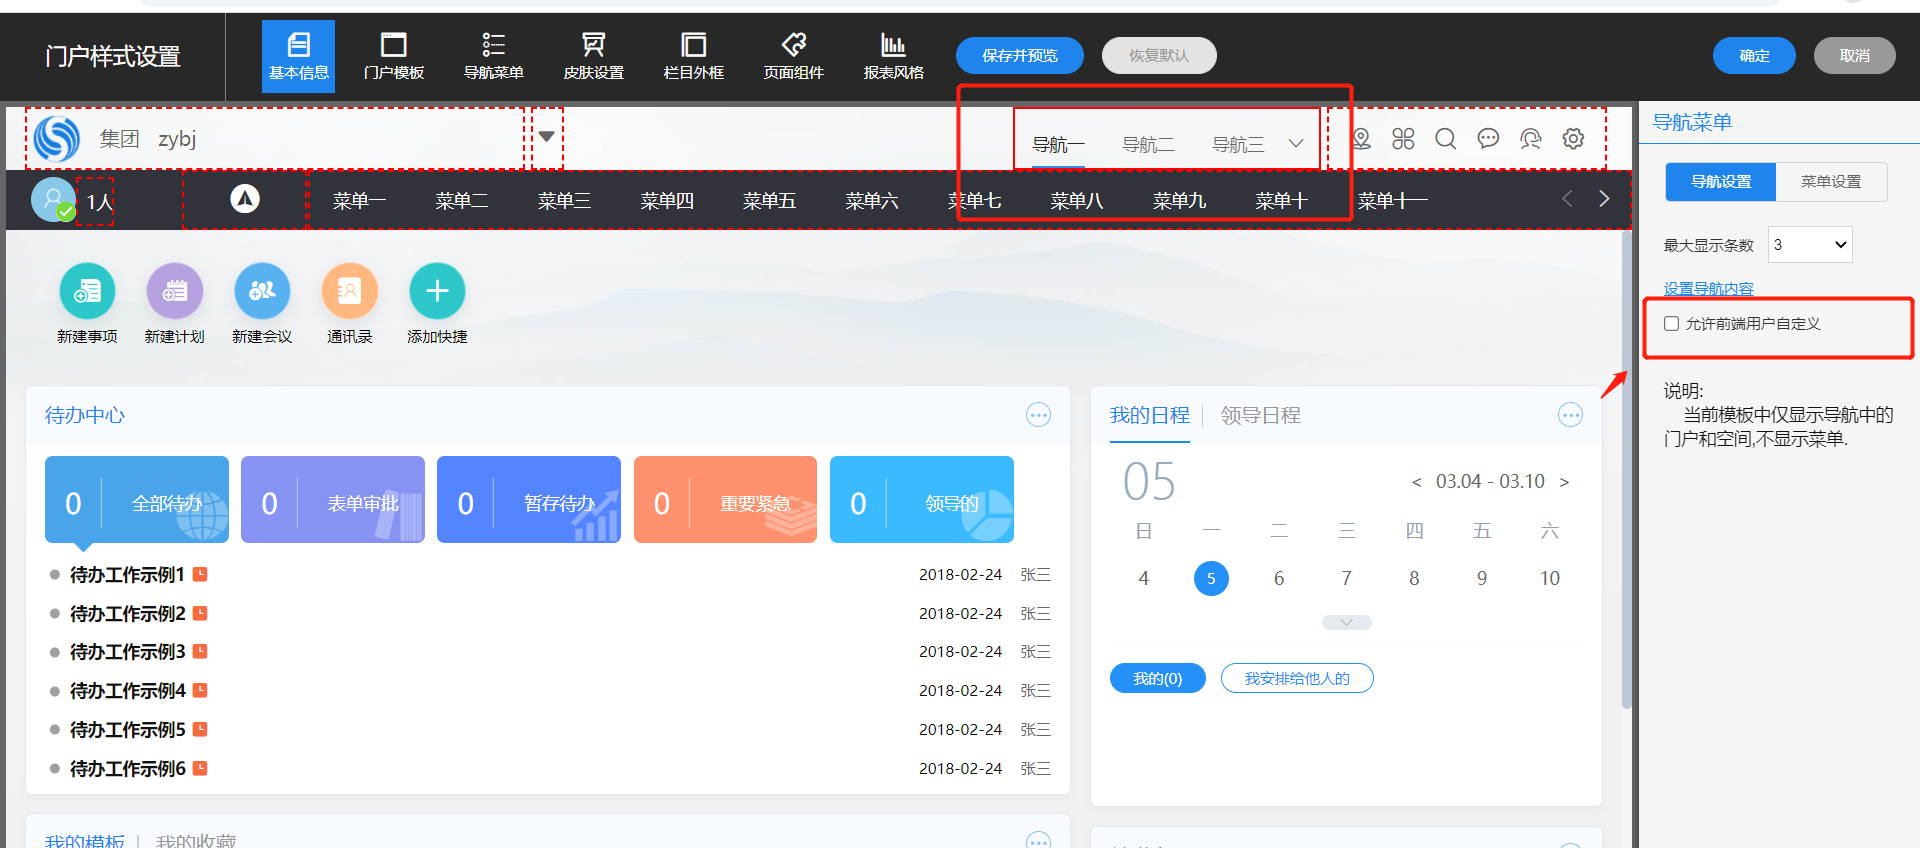 门户样式设置
基本信息 门户模板 导航菜单 皮肤设置 栏目外框 页面组件 报表风格 保存并预览 恢复默认 确定 取消
集团 zybj 导航一 导航二 导航三
1人 菜单一 菜单二 菜单三 菜单四 菜单五 菜单六 菜单七 菜单八 菜单九 菜单十 菜单十一
新建事项 新建计划 新建会议 通讯录 添加快捷
待办中心
0 全部待办 0 表单审批 0 暂存待办 0 重要紧急 0 领导的
待办工作示例1 2018-02-24 张三
待办工作示例2 2018-02-24 张三
待办工作示例3 2018-02-24 张三
待办工作示例4 2018-02-24 张三
待办工作示例5 2018-02-24 张三
待办工作示例6 2018-02-24 张三
我的模板 我的收藏
我的日程 领导日程
05 < 03.04 - 03.10 >
日 一 二 三 四 五 六
4 5 6 7 8 9 10
我的(0) 我安排给他人的
导航菜单
导航设置 菜单设置
最大显示条数 3
设置导航内容
允许前端用户自定义
说明:
当前模板中仅显示导航中的
门户和空间,不显示菜单.